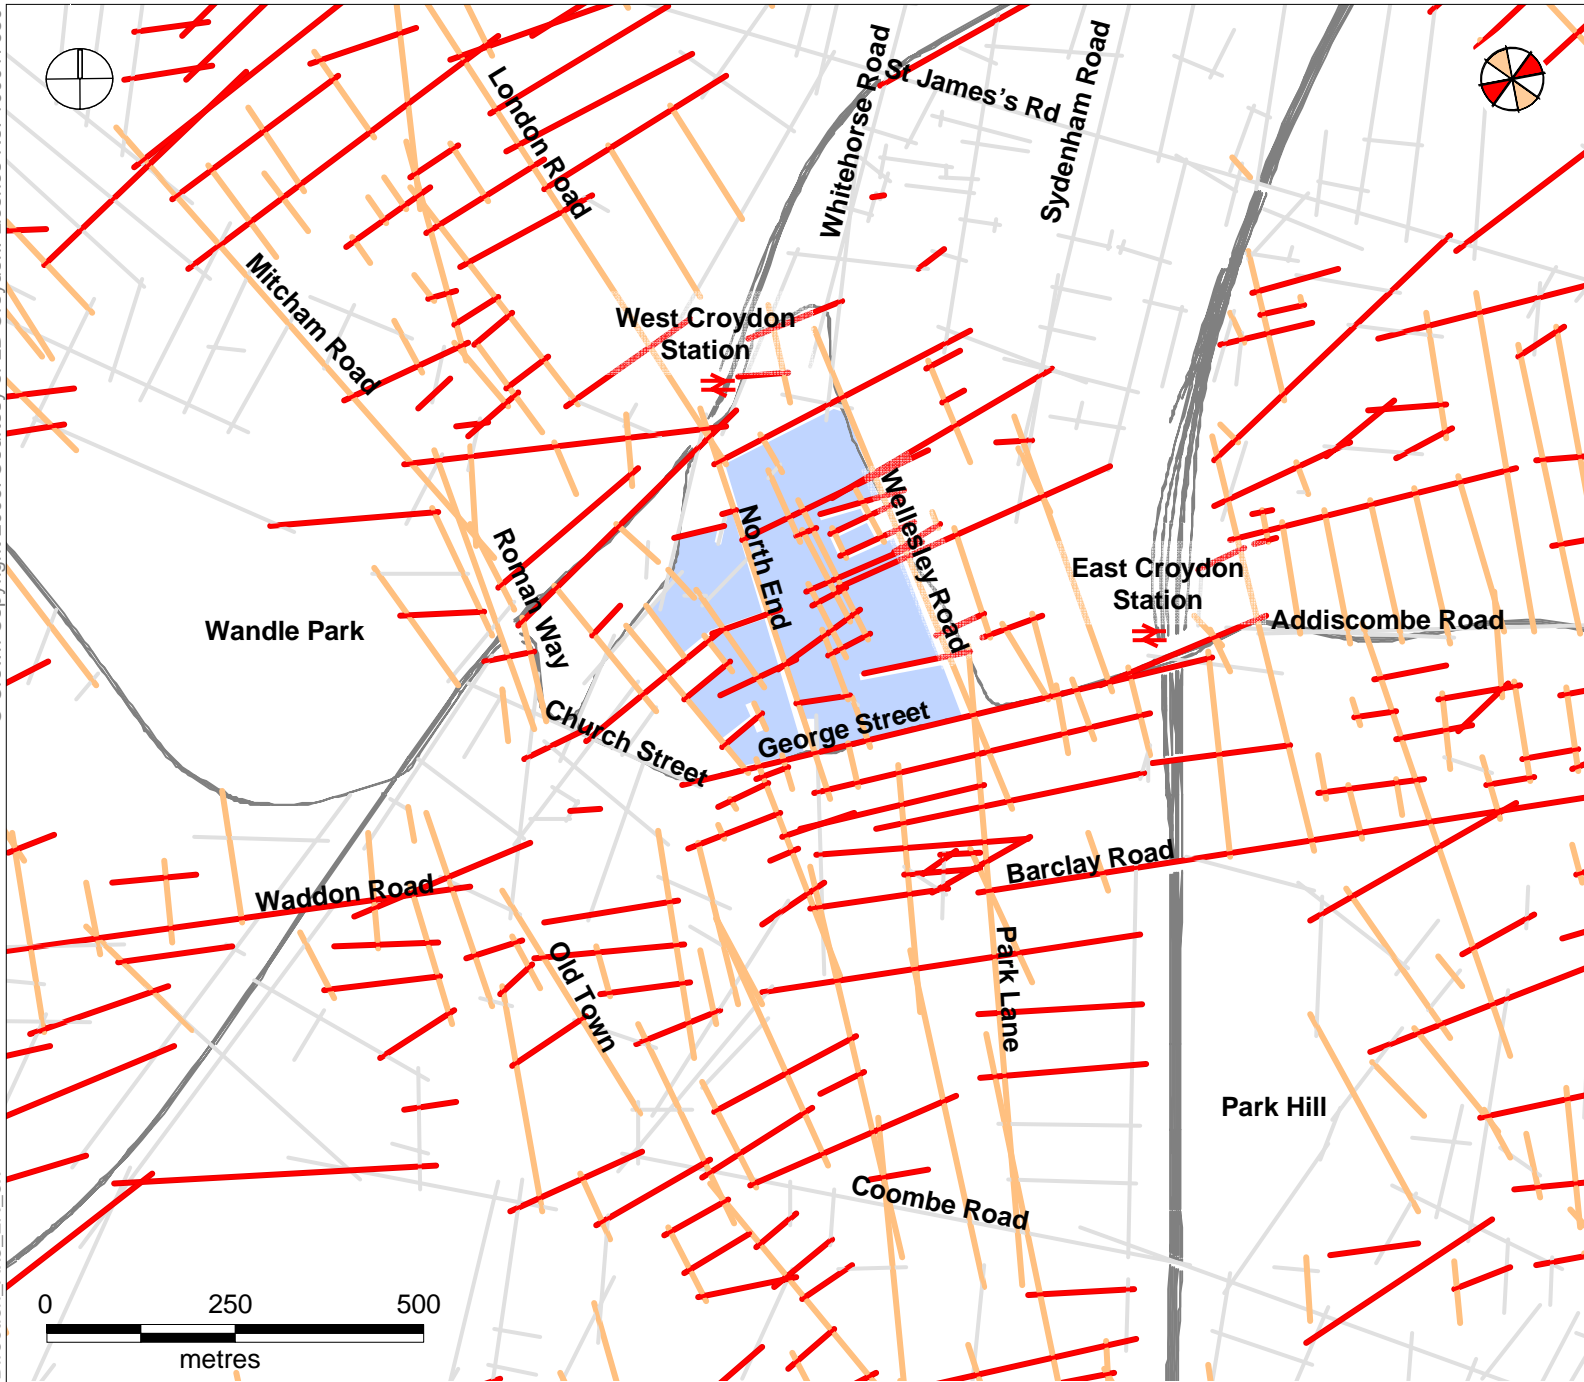 London Road
Whitehorse Road
St James's Rd
Sydenham Road
Mitcham Road
West Croydon
Station
North End
Wellesley Road
Roman Way
East Croydon
Station
Addiscombe Road
Wandle Park
Church Street
George Street
Barclay Road
Waddon Road
Old Town
Park Lane
Park Hill
Coombe Road
0 250 500
metres